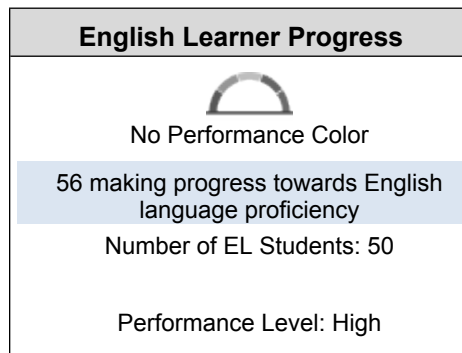 English Learner Progress
No Performance Color
56 making progress towards English
language proficiency
Number of EL Students: 50
Performance Level: High